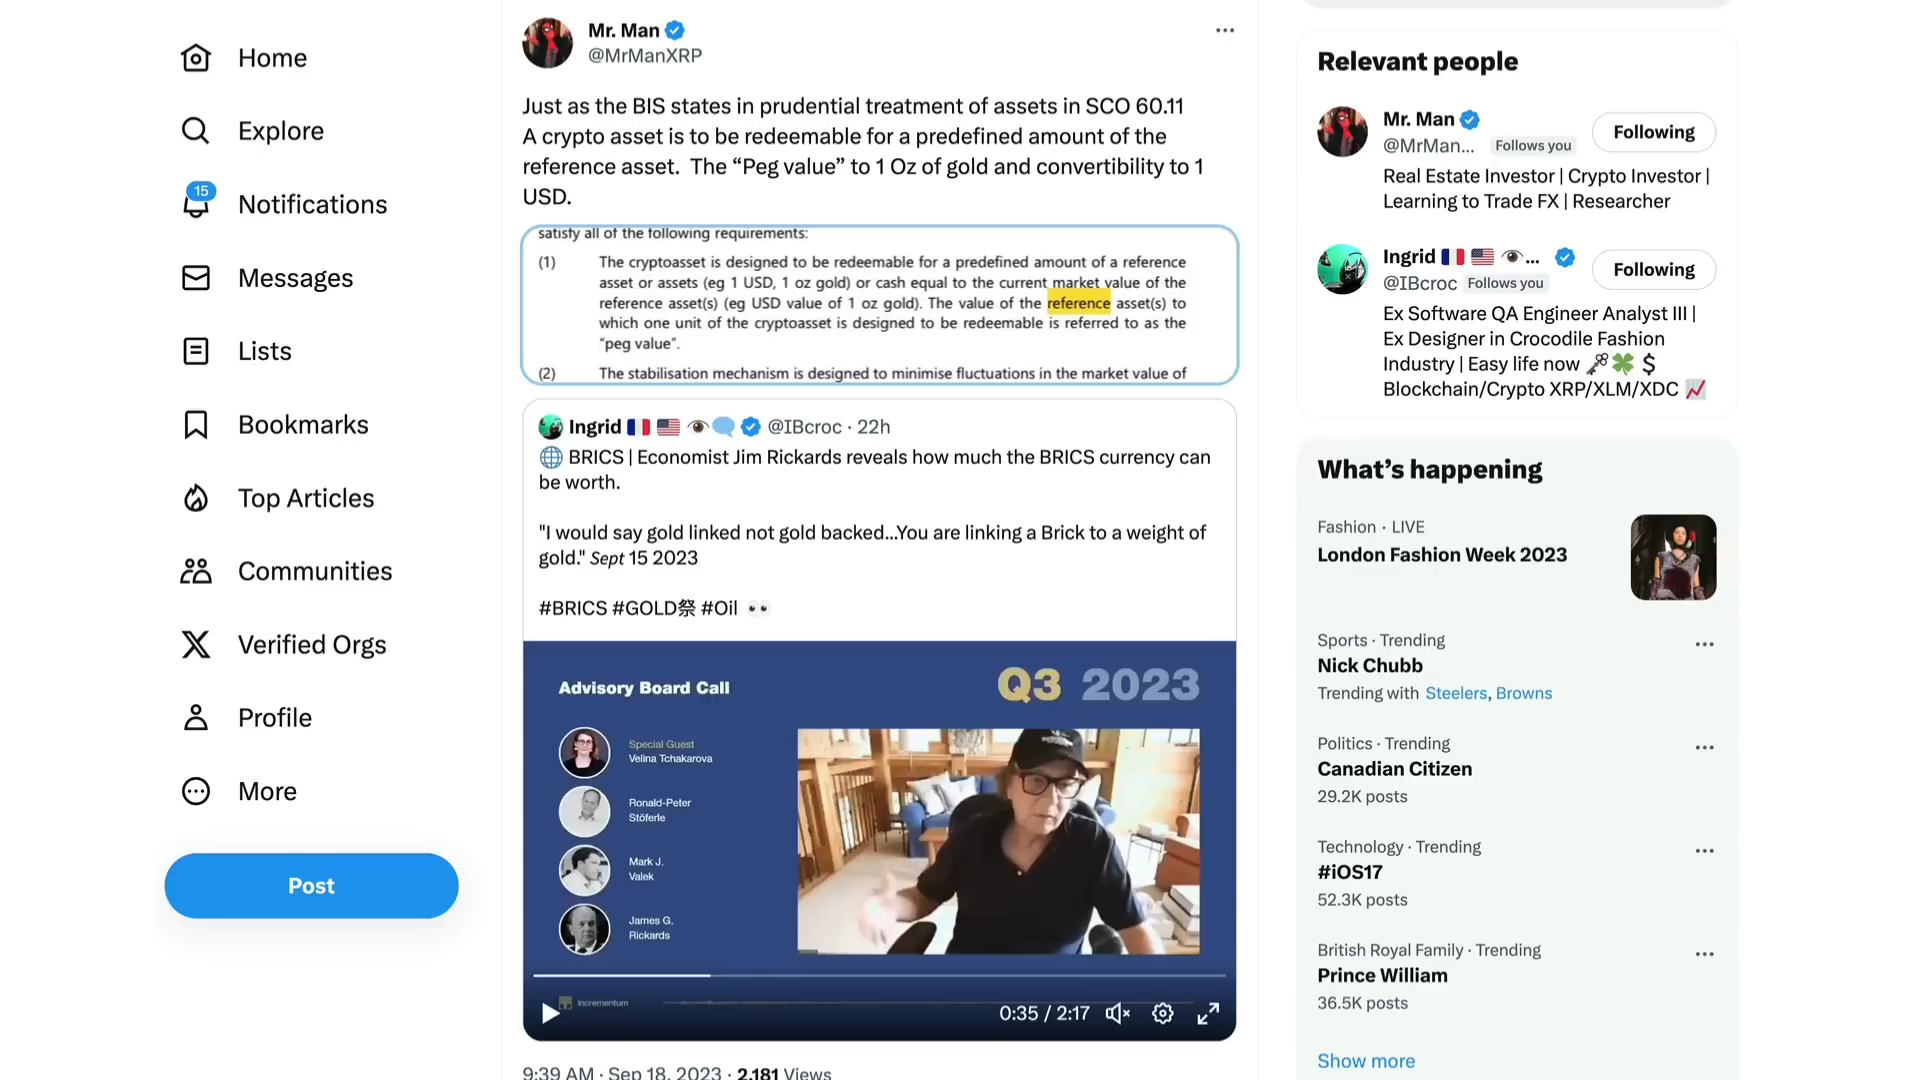 Home
Explore
15
Notifications
Messages
Lists
Bookmarks
Top Articles
Communities
Verified Orgs
Profile
More
Post
Mr. Man
@MrManXRP
Just as the BIS states in prudential treatment of assets in SCO 60.11
A crypto asset is to be redeemable for a predefined amount of the
reference asset. The “Peg value” to 1 Oz of gold and convertibility to 1
USD.
satisfy all of the following requirements:
(1) The cryptoasset is designed to be redeemable for a predefined amount of a reference
asset or assets (eg 1 USD, 1 oz gold) or cash equal to the current market value of the
reference asset(s) (eg USD value of 1 oz gold). The value of the reference asset(s) to
which one unit of the cryptoasset is designed to be redeemable is referred to as the
“peg value”.
(2) The stabilisation mechanism is designed to minimise fluctuations in the market value of
Ingrid @IBcroc · 22h
BRICS | Economist Jim Rickards reveals how much the BRICS currency can
be worth.
"I would say gold linked not gold backed...You are linking a Brick to a weight of
gold." Sept 15 2023
#BRICS #GOLD祭 #Oil
Advisory Board Call
Q3 2023
Special Guest
Velina Tchakarova
Ronald-Peter
Stöferle
Mark J.
Valek
James G.
Rickards
Incrementum
0:35 / 2:17
9:39 AM · Sep 18, 2023 · 2,181 Views
Relevant people
Mr. Man
@MrMan... Follows you
Following
Real Estate Investor | Crypto Investor |
Learning to Trade FX | Researcher
Ingrid ...
@IBcroc Follows you
Following
Ex Software QA Engineer Analyst III |
Ex Designer in Crocodile Fashion
Industry | Easy life now
Blockchain/Crypto XRP/XLM/XDC
What’s happening
Fashion · LIVE
London Fashion Week 2023
Sports · Trending
Nick Chubb
Trending with Steelers, Browns
Politics · Trending
Canadian Citizen
29.2K posts
Technology · Trending
#iOS17
52.3K posts
British Royal Family · Trending
Prince William
36.5K posts
Show more